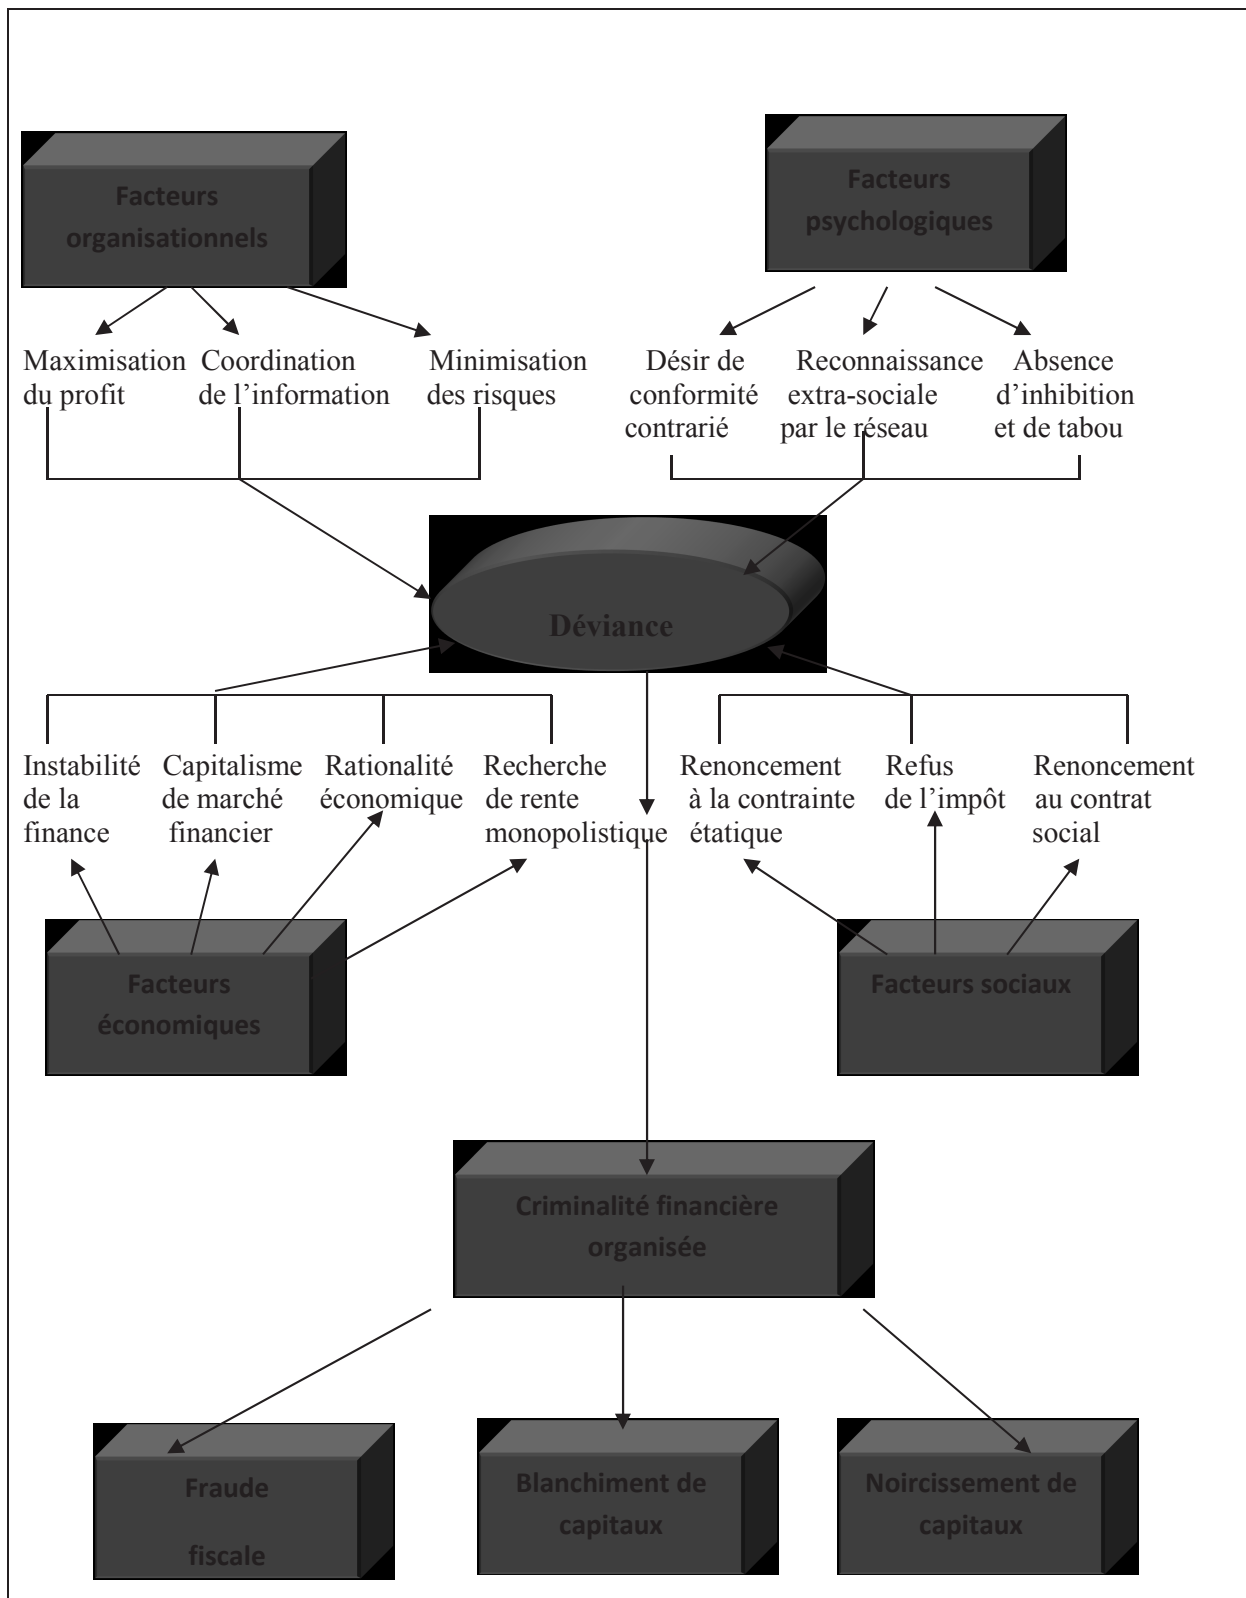 Facteurs
organisationnels
Facteurs
psychologiques
Maximisation
du profit
Coordination
de l’information
Minimisation
des risques
Désir de
conformité
contrarié
Reconnaissance
extra-sociale
par le réseau
Absence
d’inhibition
et de tabou
Déviance
Instabilité
de la
finance
Capitalisme
de marché
financier
Rationalité
économique
Recherche
de rente
monopolistique
Renoncement
à la contrainte
étatique
Refus
de l’impôt
Renoncement
au contrat
social
Facteurs
économiques
Facteurs sociaux
Criminalité financière
organisée
Fraude
fiscale
Blanchiment de
capitaux
Noircissement de
capitaux